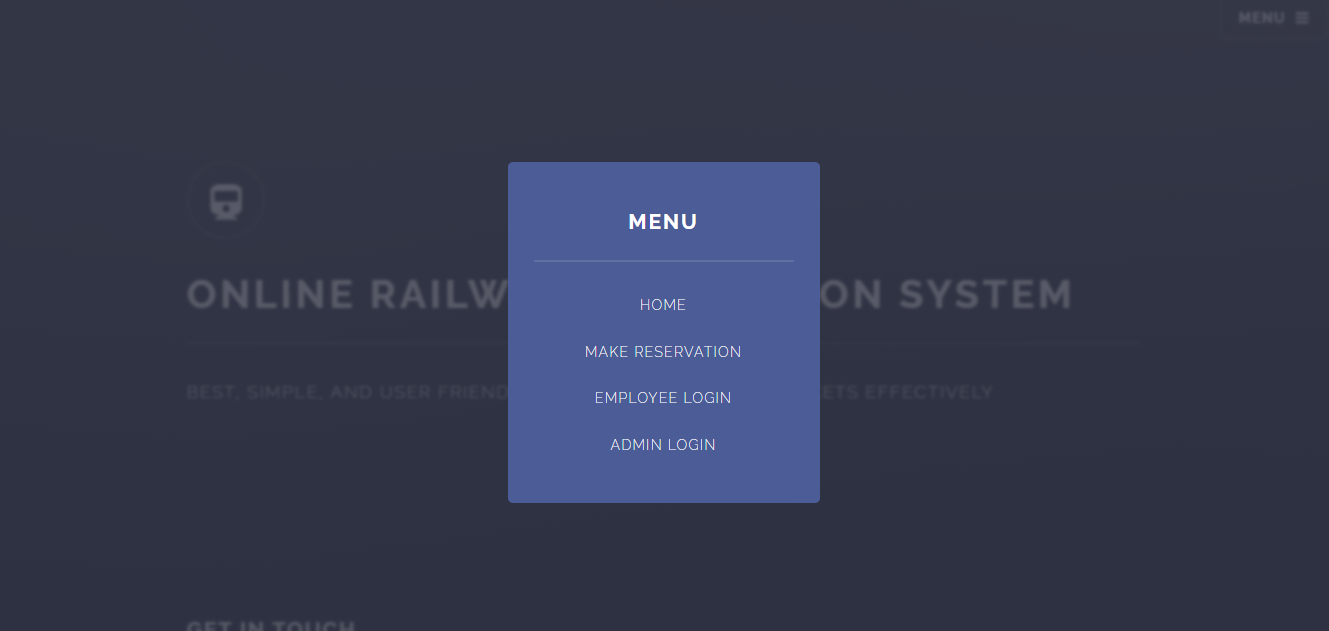 MENU
ONLINE RAILW
ON SYSTEM
BEST, SIMPLE, AND USER FRIEND
ETS EFFECTIVELY
MENU
HOME
MAKE RESERVATION
EMPLOYEE LOGIN
ADMIN LOGIN
GET IN TOUCH